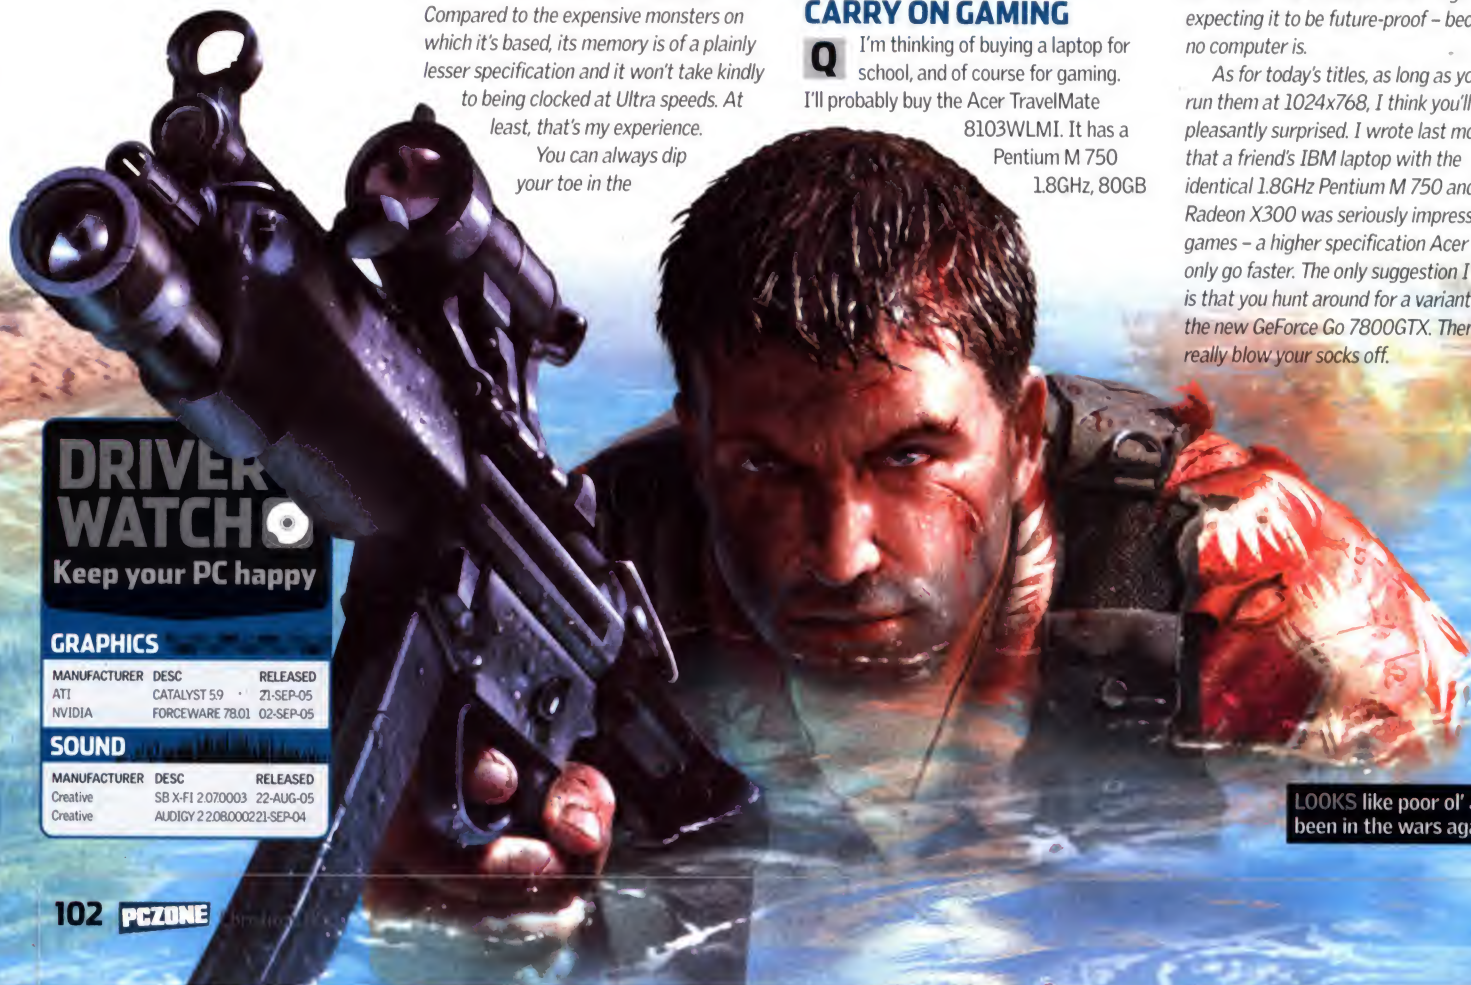 Compared to the expensive monsters on
which it's based, its memory is of a plainly
lesser specification and it won't take kindly
to being clocked at Ultra speeds. At
least, that's my experience.
You can always dip
your toe in the
CARRY ON GAMING
Q I'm thinking of buying a laptop for
school, and of course for gaming.
I'll probably buy the Acer TravelMate
8103WLMI. It has a
Pentium M 750
1.8GHz, 80GB
expecting it to be future-proof –
no computer is.
As for today's titles, as long as
run them at 1024x768, I think you'll
pleasantly surprised. I wrote last
that a friend's IBM laptop with the
identical 1.8GHz Pentium M 750 and
Radeon X300 was seriously
games – a higher specification Acer
only go faster. The only suggestion I
is that you hunt around for a variant
the new GeForce Go 7800GTX.
really blow your socks off.
DRIVER
WATCH
Keep your PC happy
GRAPHICS
MANUFACTURER DESC RELEASED
ATI CATALYST 5.9 21-SEP-05
NVIDIA FORCEWARE 78.01 02-SEP-05
SOUND
MANUFACTURER DESC RELEASED
Creative SB X-FI 2.07.0003 22-AUG-05
Creative AUDIGY 2 2.08.0002 21-SEP-04
LOOKS like poor ol'
been in the wars
102 PCZONE